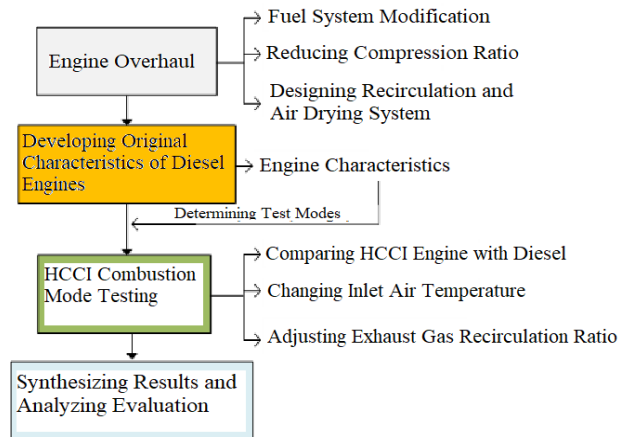 Engine Overhaul
Fuel System Modification
Reducing Compression Ratio
Designing Recirculation and
Air Drying System
Developing Original
Characteristics of Diesel
Engines
Engine Characteristics
Determining Test Modes
HCCI Combustion
Mode Testing
Comparing HCCI Engine with Diesel
Changing Inlet Air Temperature
Adjusting Exhaust Gas Recirculation Ratio
Synthesizing Results and
Analyzing Evaluation